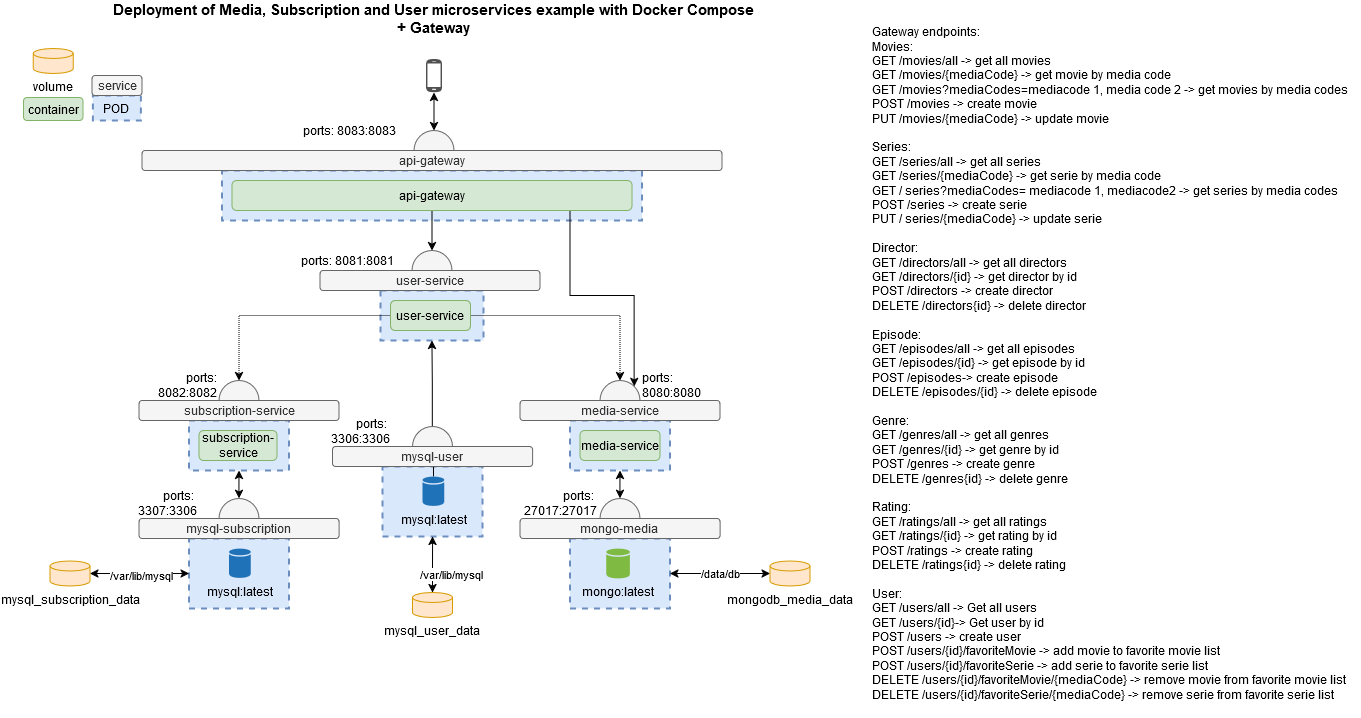 Deployment of Media, Subscription and User microservices example with Docker Compose
+ Gateway
volume
service
container
POD
ports: 8083:8083
api-gateway
api-gateway
ports: 8081:8081
user-service
user-service
ports:
8082:8082
subscription-service
subscription-
service
ports:
3306:3306
mysql-user
mysql:latest
ports:
8080:8080
media-service
media-service
ports:
3307:3306
mysql-subscription
mysql:latest
ports:
27017:27017
mongo-media
mongo:latest
/var/lib/mysql
mysql_subscription_data
/var/lib/mysql
mysql_user_data
/data/db
mongodb_media_data
Gateway endpoints:
Movies:
GET /movies/all -> get all movies
GET /movies/{mediaCode} -> get movie by media code
GET /movies?mediaCodes=mediacode 1, media code 2 -> get movies by media codes
POST /movies -> create movie
PUT /movies/{mediaCode} -> update movie
Series:
GET /series/all -> get all series
GET /series/{mediaCode} -> get serie by media code
GET / series?mediaCodes= mediacode 1, mediacode2 -> get series by media codes
POST /series -> create serie
PUT / series/{mediaCode} -> update serie
Director:
GET /directors/all -> get all directors
GET /directors/{id} -> get director by id
POST /directors -> create director
DELETE /directors{id} -> delete director
Episode:
GET /episodes/all -> get all episodes
GET /episodes/{id} -> get episode by id
POST /episodes-> create episode
DELETE /episodes/{id} -> delete episode
Genre:
GET /genres/all -> get all genres
GET /genres/{id} -> get genre by id
POST /genres -> create genre
DELETE /genres{id} -> delete genre
Rating:
GET /ratings/all -> get all ratings
GET /ratings/{id} -> get rating by id
POST /ratings -> create rating
DELETE /ratings{id} -> delete rating
User:
GET /users/all -> Get all users
GET /users/{id}-> Get user by id
POST /users -> create user
POST /users/{id}/favoriteMovie -> add movie to favorite movie list
POST /users/{id}/favoriteSerie -> add serie to favorite serie list
DELETE /users/{id}/favoriteMovie/{mediaCode} -> remove movie from favorite movie list
DELETE /users/{id}/favoriteSerie/{mediaCode} -> remove serie from favorite serie list